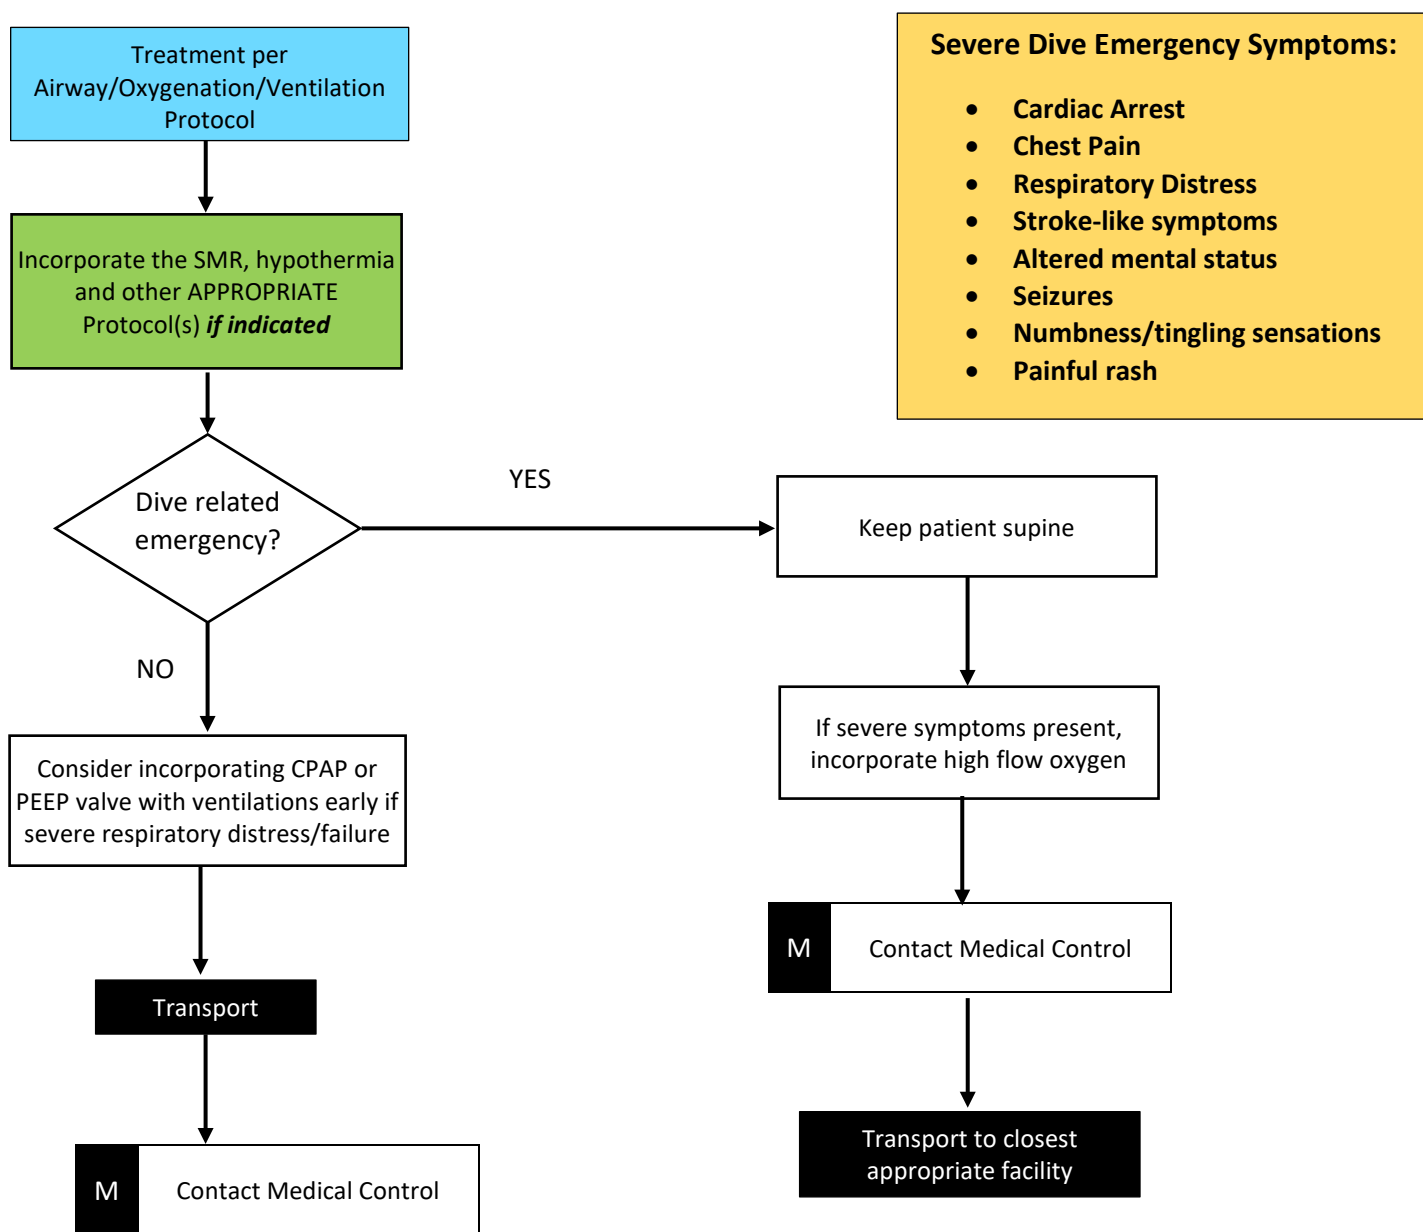 Treatment per
Airway/Oxygenation/Ventilation
Protocol
Severe Dive Emergency Symptoms:
• Cardiac Arrest
• Chest Pain
• Respiratory Distress
• Stroke-like symptoms
• Altered mental status
• Seizures
• Numbness/tingling sensations
• Painful rash
Incorporate the SMR, hypothermia
and other APPROPRIATE
Protocol(s) if indicated
Dive related
emergency?
YES
Keep patient supine
NO
If severe symptoms present,
incorporate high flow oxygen
Consider incorporating CPAP or
PEEP valve with ventilations early if
severe respiratory distress/failure
M Contact Medical Control
Transport
Transport to closest
appropriate facility
M Contact Medical Control